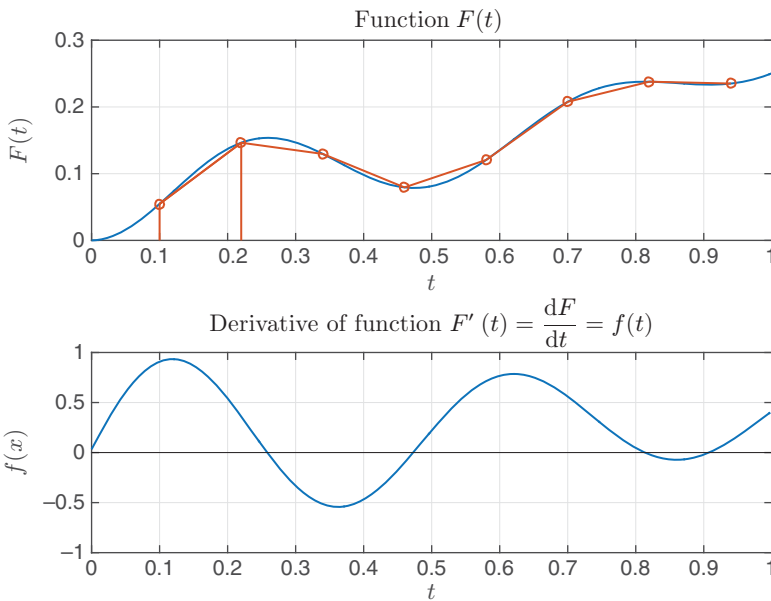 Function F(t)
0.3
0.2
0.1
0
F(t)
0 0.1 0.2 0.3 0.4 0.5 0.6 0.7 0.8 0.9 1
t
Derivative of function F′ (t) = dF/dt = f(t)
1
0.5
0
−0.5
−1
f(x)
0 0.1 0.2 0.3 0.4 0.5 0.6 0.7 0.8 0.9 1
t